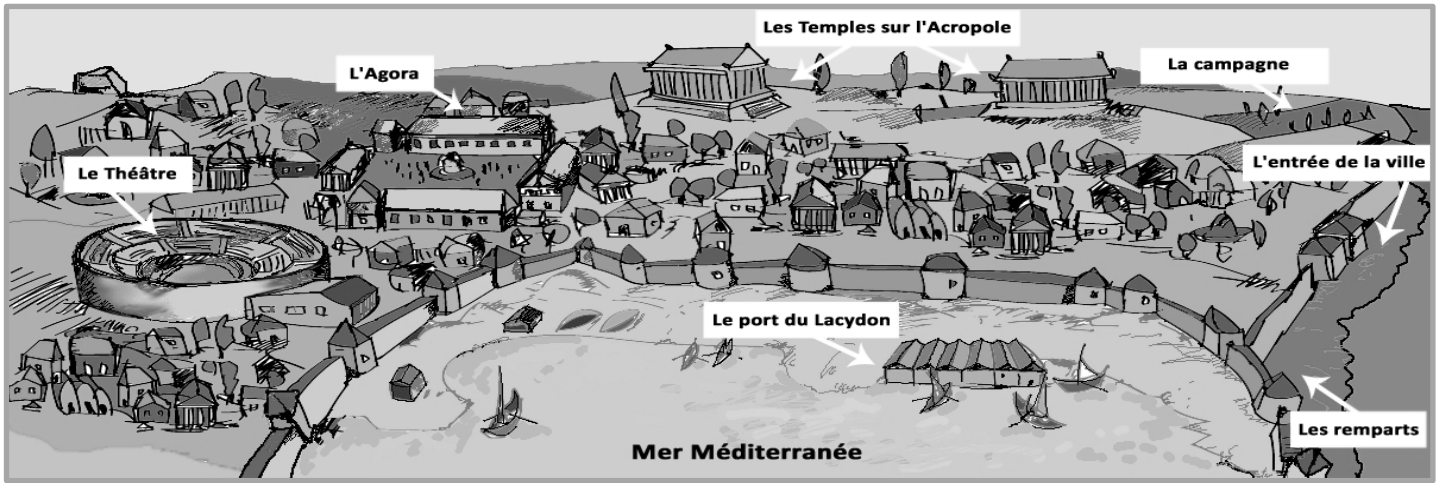 Les Temples sur l'Acropole
L'Agora
La campagne
Le Théâtre
L'entrée de la ville
Le port du Lacydon
Les remparts
Mer Méditerranée